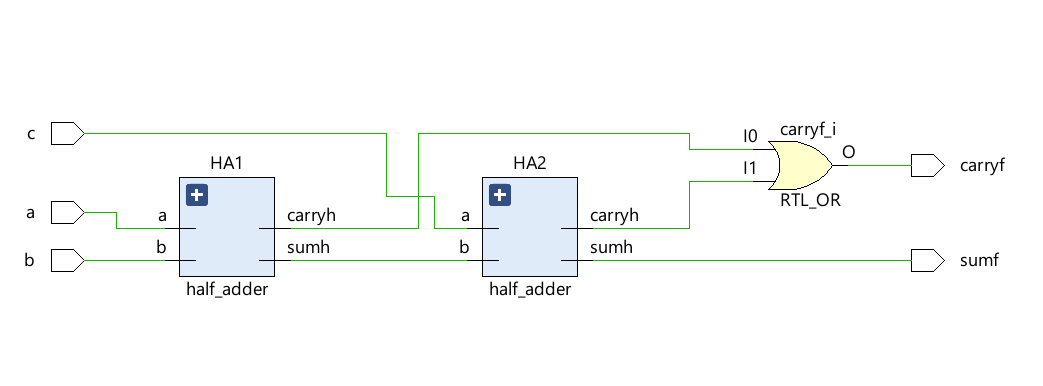 c
a
b
HA1
a
b
carryh
sumh
half_adder
HA2
a
b
carryh
sumh
half_adder
I0
I1
carryf_i
O
RTL_OR
carryf
sumf